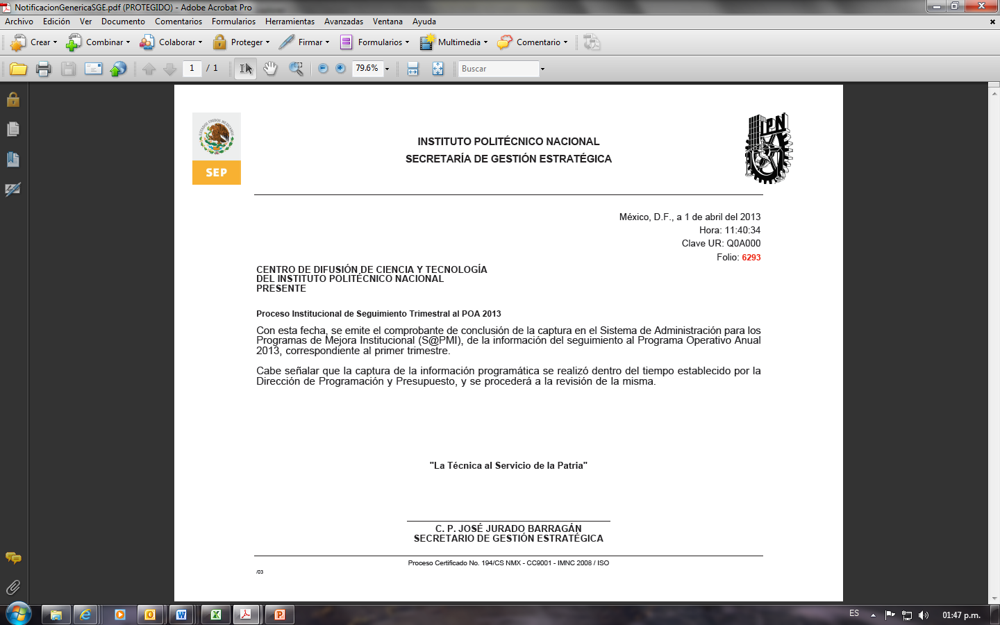 NotificacionGenericaSGE.pdf (PROTEGIDO) - Adobe Acrobat Pro
Archivo Edición Ver Documento Comentarios Formularios Herramientas Avanzadas Ventana Ayuda
Crear Combinar Colaborar Proteger Firmar Formularios Multimedia Comentario
1 / 1 79.6% Buscar
ESTADOS UNIDOS MEXICANOS
SEP
IPN
INSTITUTO POLITÉCNICO NACIONAL
SECRETARÍA DE GESTIÓN ESTRATÉGICA
México, D.F., a 1 de abril del 2013
Hora: 11:40:34
Clave UR: Q0A000
Folio: 6293
CENTRO DE DIFUSIÓN DE CIENCIA Y TECNOLOGÍA
DEL INSTITUTO POLITÉCNICO NACIONAL
PRESENTE
Proceso Institucional de Seguimiento Trimestral al POA 2013
Con esta fecha, se emite el comprobante de conclusión de la captura en el Sistema de Administración para los
Programas de Mejora Institucional (S@PMI), de la información del seguimiento al Programa Operativo Anual
2013, correspondiente al primer trimestre.
Cabe señalar que la captura de la información programática se realizó dentro del tiempo establecido por la
Dirección de Programación y Presupuesto, y se procederá a la revisión de la misma.
"La Técnica al Servicio de la Patria"
C. P. JOSÉ JURADO BARRAGÁN
SECRETARIO DE GESTIÓN ESTRATÉGICA
Proceso Certificado No. 194/CS NMX - CC9001 - IMNC 2008 / ISO
/03
ES 01:47 p.m.